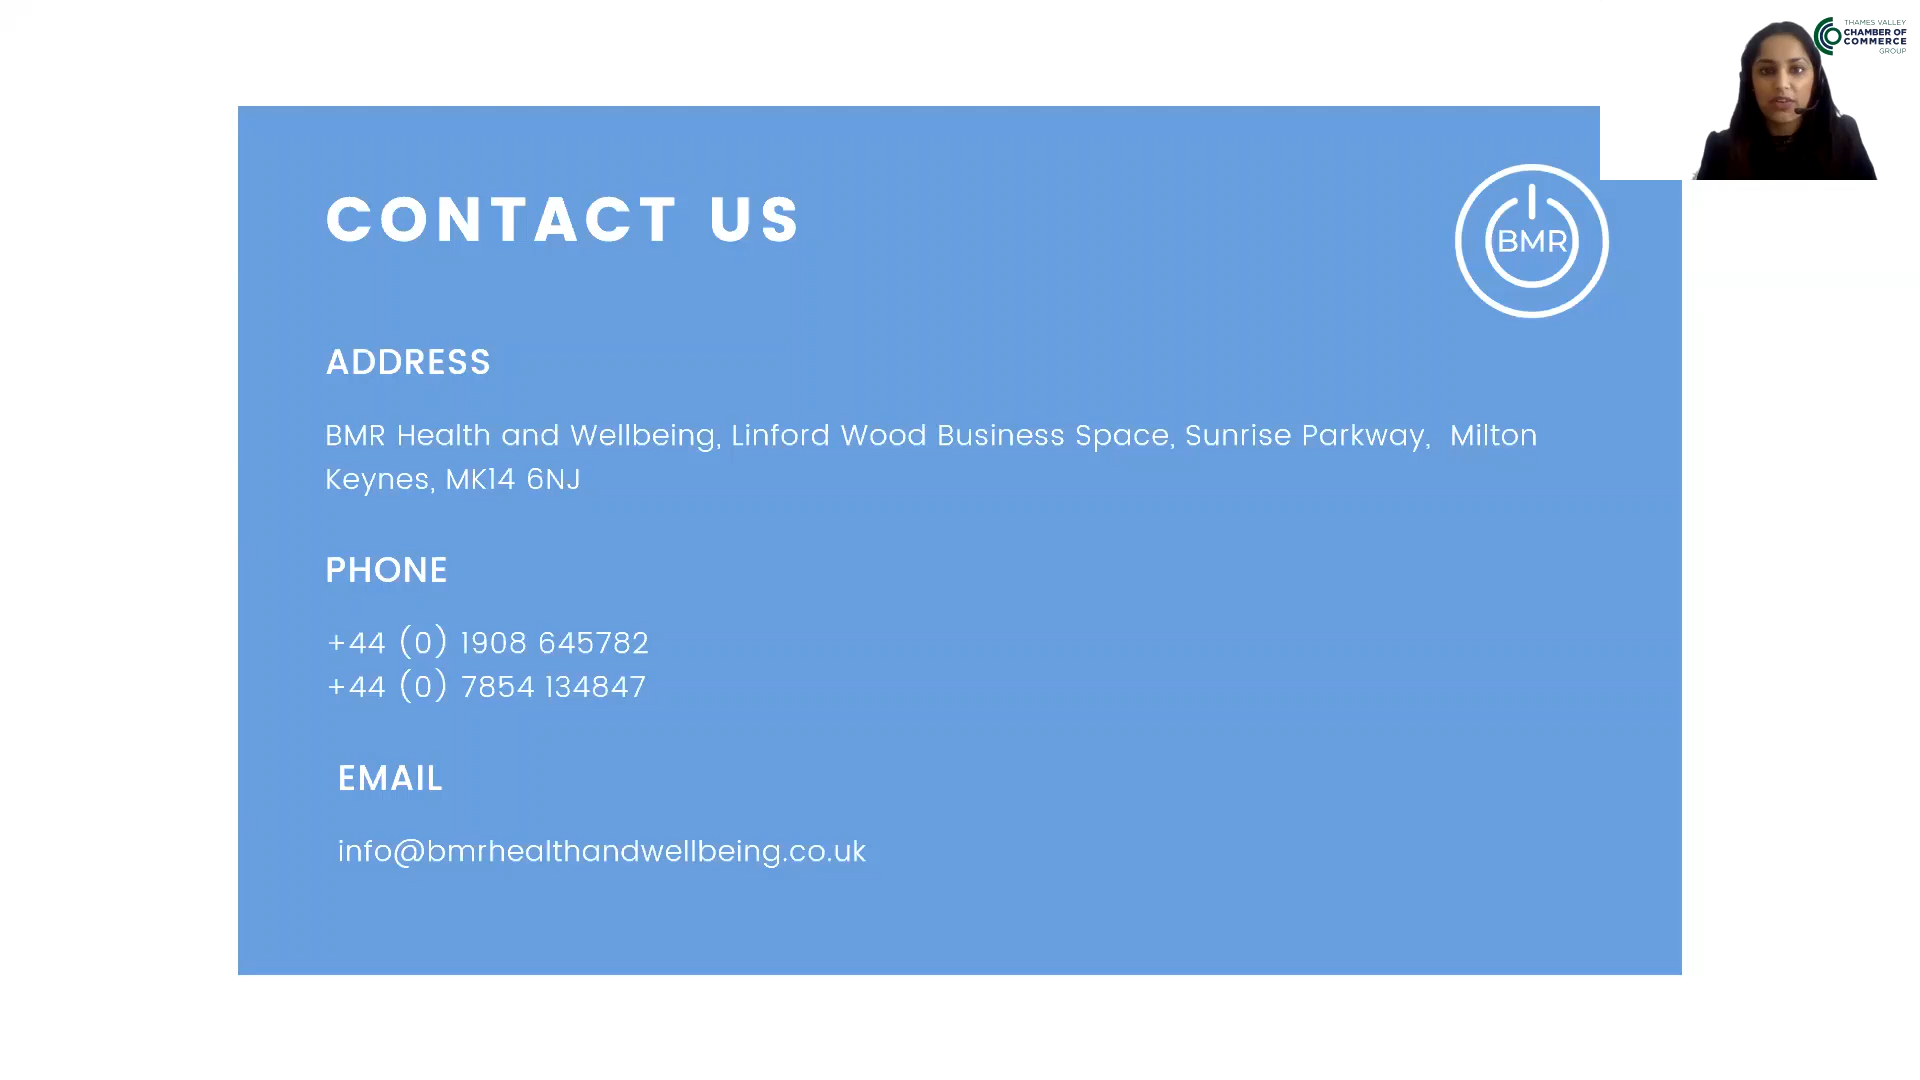 THAMES VALLEY
CHAMBER OF
COMMERCE
GROUP
CONTACT US
BMR
ADDRESS
BMR Health and Wellbeing, Linford Wood Business Space, Sunrise Parkway, Milton
Keynes, MK14 6NJ
PHONE
+44 (0) 1908 645782
+44 (0) 7854 134847
EMAIL
info@bmrhealthandwellbeing.co.uk